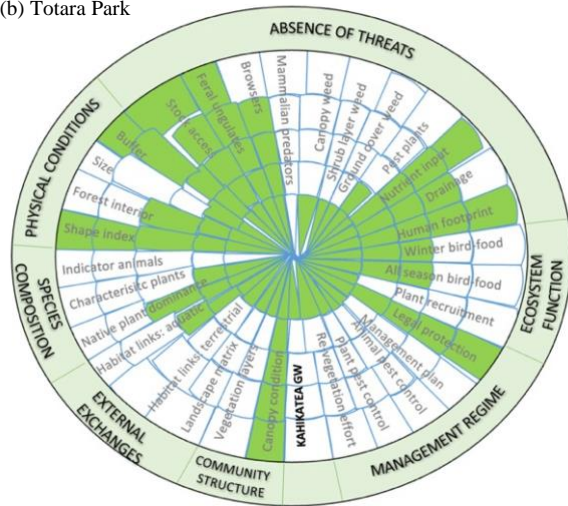 (b) Totara Park
ABSENCE OF THREATS
Browsers
Mammalian predators
Canopy weed
Shrub layer weed
Ground cover weed
Pest plants
Nutrient input
Drainage
Human footprint
Winter bird-food
All season bird-food
Plant recruitment
Legal protection
Management plan
Animal pest control
Plant pest control
Revegetation effort
KAHIKATEA GW
Canopy condition
Vegetation layers
Landscape matrix
Habitat links: terrestrial
Habitat links: aquatic
Native plant dominance
Characterisitc plants
Indicator animals
Shape index
Forest interior
Size
Buffer
Stock access
Feral ungulates
ECOSYSTEM
FUNCTION
MANAGEMENT REGIME
COMMUNITY
STRUCTURE
EXTERNAL
EXCHANGES
SPECIES
COMPOSITION
PHYSICAL CONDITIONS